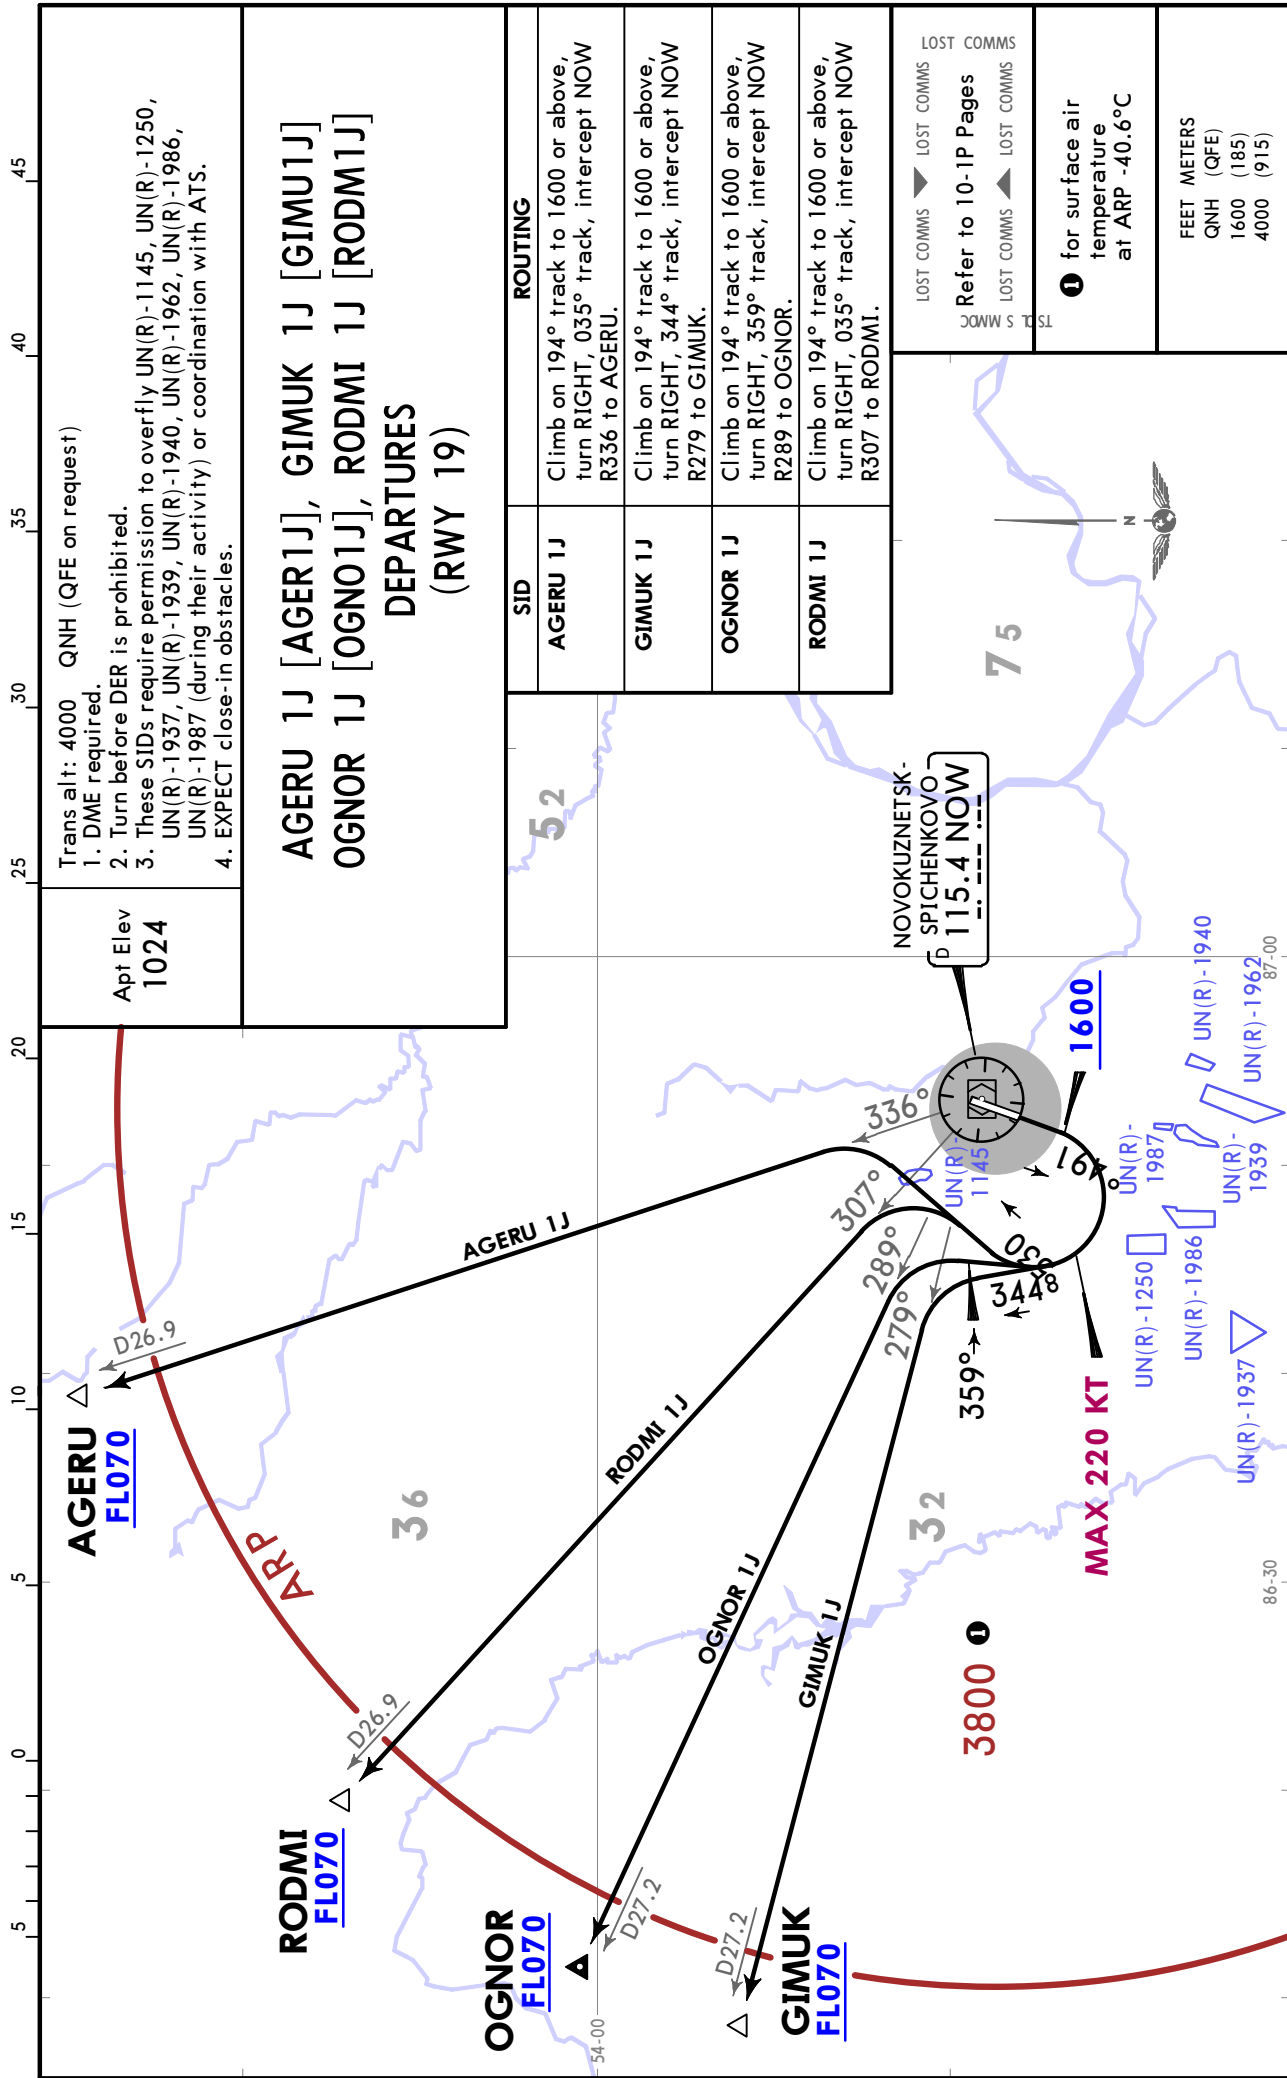 Apt Elev
1024
Trans alt: 4000 QNH (QFE on request)
1. DME required.
2. Turn before DER is prohibited.
3. These SIDs require permission to overfly UN(R)-1145, UN(R)-1250,
UN(R)-1937, UN(R)-1939, UN(R)-1940, UN(R)-1962, UN(R)-1986,
UN(R)-1987 (during their activity) or coordination with ATS.
4. EXPECT close-in obstacles.
AGERU 1J [AGER1J], GIMUK 1J [GIMU1J]
OGNOR 1J [OGNO1J], RODMI 1J [RODM1J]
DEPARTURES
(RWY 19)
SID
ROUTING
AGERU 1J
Climb on 194° track to 1600 or above,
turn RIGHT, 035° track, intercept NOW
R336 to AGERU.
GIMUK 1J
Climb on 194° track to 1600 or above,
turn RIGHT, 344° track, intercept NOW
R279 to GIMUK.
OGNOR 1J
Climb on 194° track to 1600 or above,
turn RIGHT, 359° track, intercept NOW
R289 to OGNOR.
RODMI 1J
Climb on 194° track to 1600 or above,
turn RIGHT, 035° track, intercept NOW
R307 to RODMI.
LOST COMMS LOST COMMS LOST COMMS
Refer to 10-1P Pages
LOST COMMS LOST COMMS
1 for surface air
temperature
at ARP -40.6°C
FEET METERS
QNH (QFE)
1600 (185)
4000 (915)
5 0 5 10 15 20 25 30 35 40 45
AGERU
FL070
D26.9
AGERU 1J
ARP
RODMI
FL070
D26.9
RODMI 1J
36
52
OGNOR
FL070
D27.2
OGNOR 1J
54-00
GIMUK
FL070
D27.2
GIMUK 1J
32
75
3800 1
NOVOKUZNETSK-
SPICHENKOVO
D 115.4 NOW
336°
307°
289°
279°
359°
344°
194°
1600
MAX 220 KT
UN(R)-
1145
UN(R)-1250
UN(R)-1986
UN(R)-1937
UN(R)-
1987
UN(R)-
1939
UN(R)-1940
UN(R)-1962
86-30
87-00
N